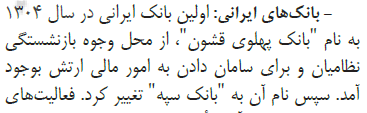 - بانک‌های ایرانی: اولین بانک ایرانی در سال ۱۳۰۴
به نام "بانک پهلوی قشون"، از محل وجوه بازنشستگی
نظامیان و برای سامان دادن به امور مالی ارتش بوجود
آمد. سپس نام آن به "بانک سپه" تغییر کرد. فعالیت‌های